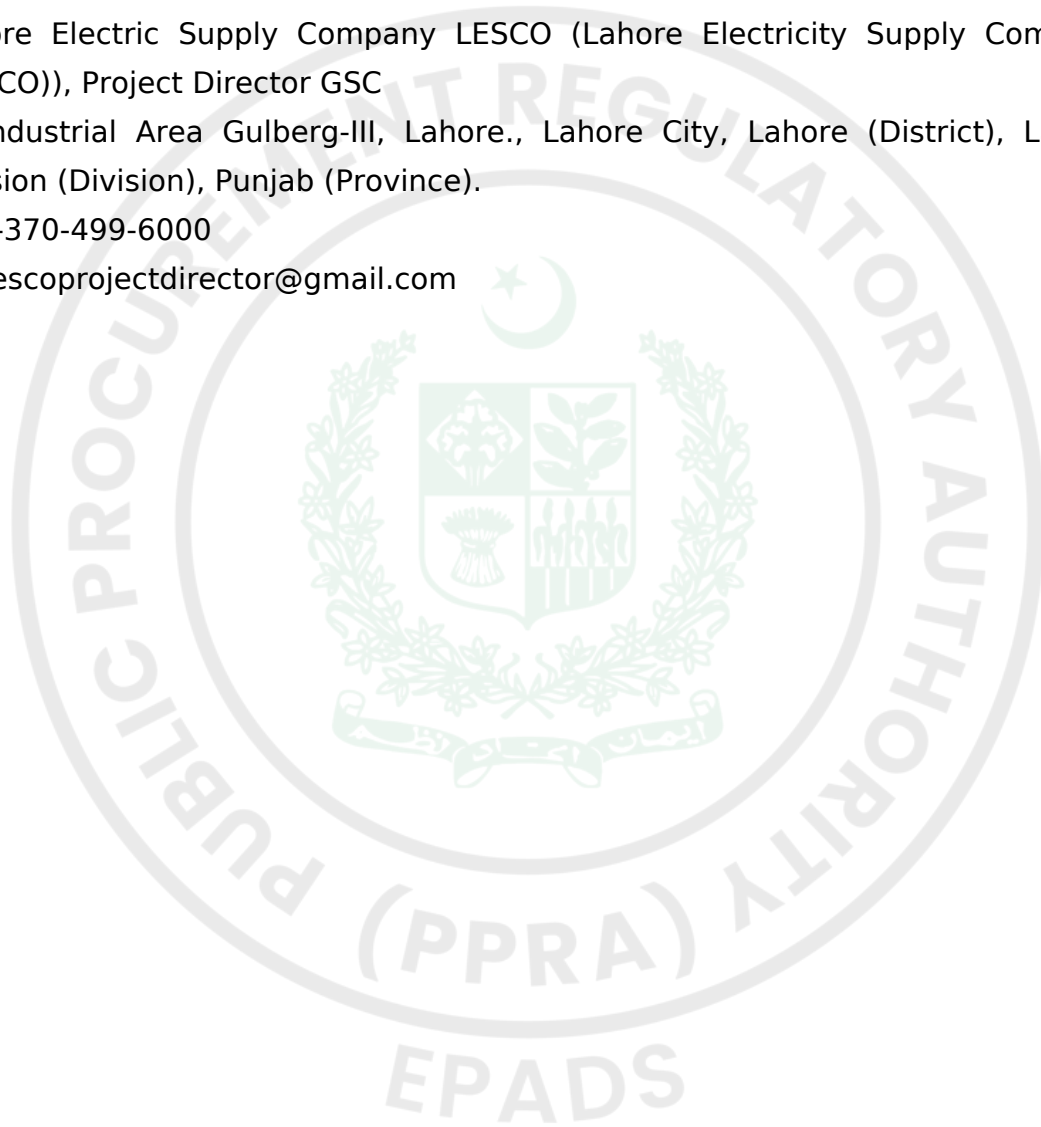 ore Electric Supply Company LESCO (Lahore Electricity Supply Com
CO)), Project Director GSC
ndustrial Area Gulberg-III, Lahore., Lahore City, Lahore (District), L
sion (Division), Punjab (Province).
-370-499-6000
escoprojectdirector@gmail.com
PUBLIC PROCUREMENT REGULATORY AUTHORITY
(PPRA)
EPADS